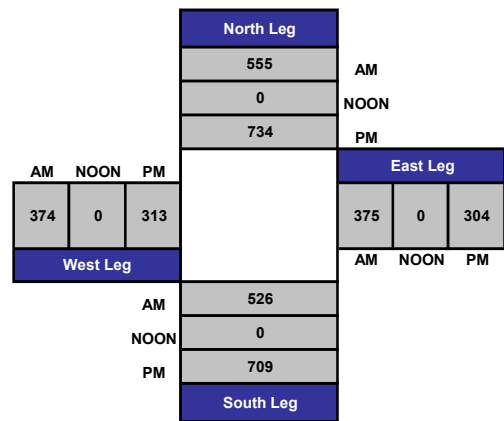 North Leg
555 AM
0 NOON
734 PM
AM NOON PM
East Leg
374 0 313
375 0 304
West Leg
AM NOON PM
AM 526
NOON 0
PM 709
South Leg